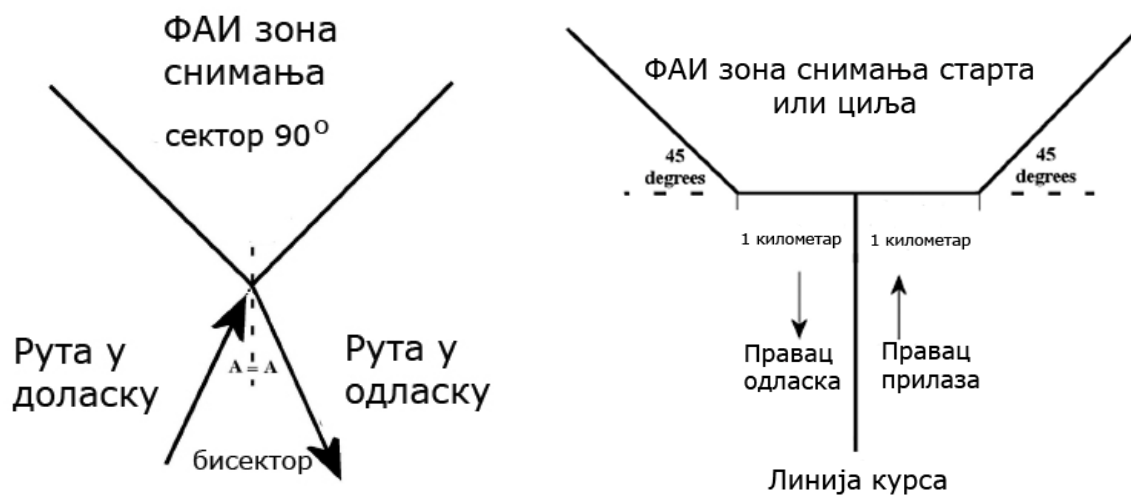 ФАИ зона
снимања
сектор 90°
Рута у
доласку
A = A
Рута у
одласку
бисектор
ФАИ зона снимања старта
или циља
45
degrees
45
degrees
1 километар
1 километар
Правац
одласка
Правац
прилаза
Линија курса